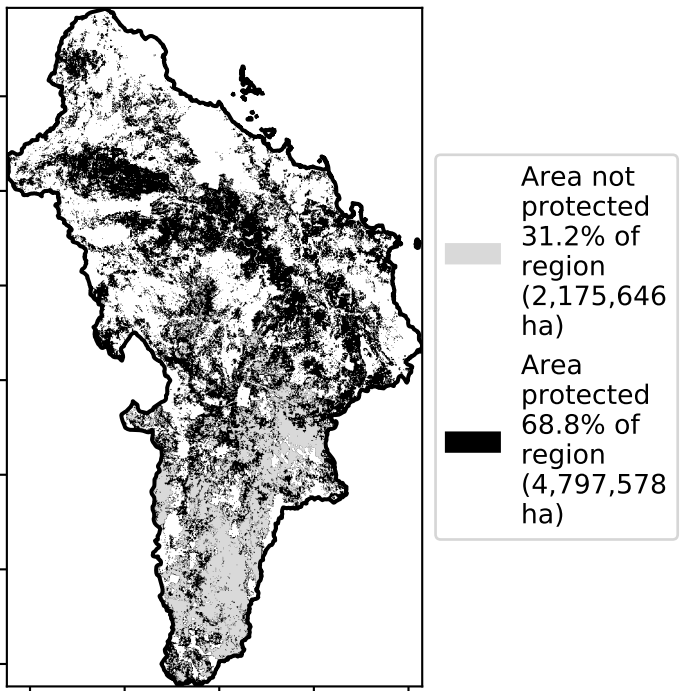 Area not
protected
31.2% of
region
(2,175,646
ha)
Area
protected
68.8% of
region
(4,797,578
ha)